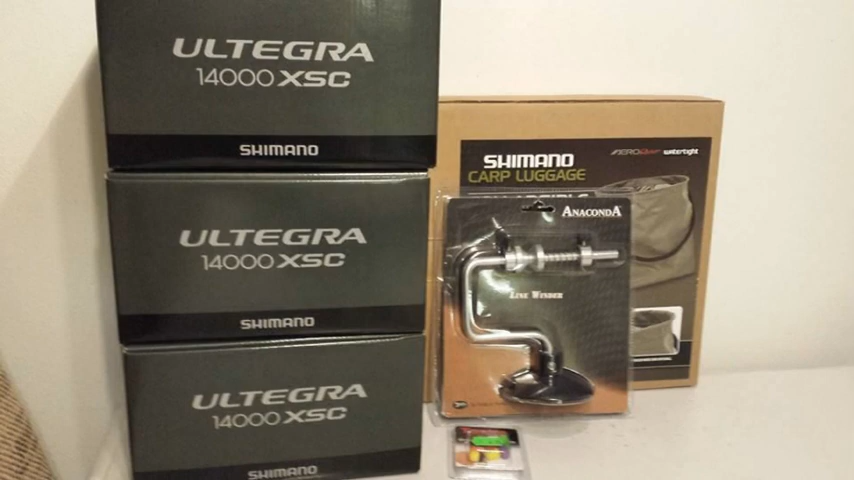 ULTEGRA
14000 XSC
SHIMANO
ULTEGRA
14000 XSC
SHIMANO
ULTEGRA
14000 XSC
SHIMANO
SHIMANO
CARP LUGGAGE
AERO
watertight
ANACONDA
LINE WINDER